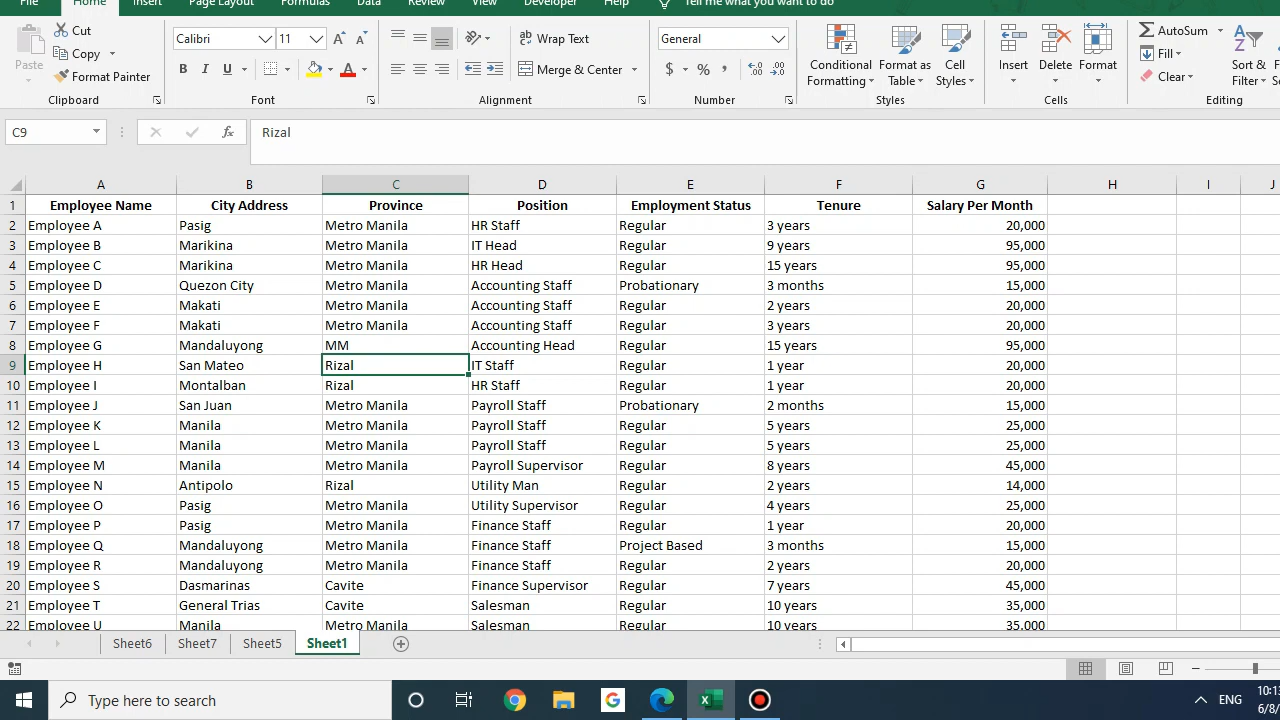 File Home Insert Page Layout Formulas Data Review View Developer Help Tell me what you want to do
Cut
Copy
Format Painter
Paste
Clipboard
Calibri 11
B I U
Font
Wrap Text
Merge & Center
Alignment
General
$ % ,
Number
Conditional Formatting
Format as Table
Cell Styles
Styles
Insert
Delete
Format
Cells
AutoSum
Fill
Clear
Sort &
Filter
Editing
C9 fx Rizal
A B C D E F G H I J
1 Employee Name City Address Province Position Employment Status Tenure Salary Per Month
2 Employee A Pasig Metro Manila HR Staff Regular 3 years 20,000
3 Employee B Marikina Metro Manila IT Head Regular 9 years 95,000
4 Employee C Marikina Metro Manila HR Head Regular 15 years 95,000
5 Employee D Quezon City Metro Manila Accounting Staff Probationary 3 months 15,000
6 Employee E Makati Metro Manila Accounting Staff Regular 2 years 20,000
7 Employee F Makati Metro Manila Accounting Staff Regular 3 years 20,000
8 Employee G Mandaluyong MM Accounting Head Regular 15 years 95,000
9 Employee H San Mateo Rizal IT Staff Regular 1 year 20,000
10 Employee I Montalban Rizal HR Staff Regular 1 year 20,000
11 Employee J San Juan Metro Manila Payroll Staff Probationary 2 months 15,000
12 Employee K Manila Metro Manila Payroll Staff Regular 5 years 25,000
13 Employee L Manila Metro Manila Payroll Staff Regular 5 years 25,000
14 Employee M Manila Metro Manila Payroll Supervisor Regular 8 years 45,000
15 Employee N Antipolo Rizal Utility Man Regular 2 years 14,000
16 Employee O Pasig Metro Manila Utility Supervisor Regular 4 years 25,000
17 Employee P Pasig Metro Manila Finance Staff Regular 1 year 20,000
18 Employee Q Mandaluyong Metro Manila Finance Staff Project Based 3 months 15,000
19 Employee R Mandaluyong Metro Manila Finance Staff Regular 2 years 20,000
20 Employee S Dasmarinas Cavite Finance Supervisor Regular 7 years 45,000
21 Employee T General Trias Cavite Salesman Regular 10 years 35,000
22 Employee U Manila Metro Manila Salesman Regular 10 years 35,000
Sheet6 Sheet7 Sheet5 Sheet1
Type here to search
ENG
10:13
6/8/